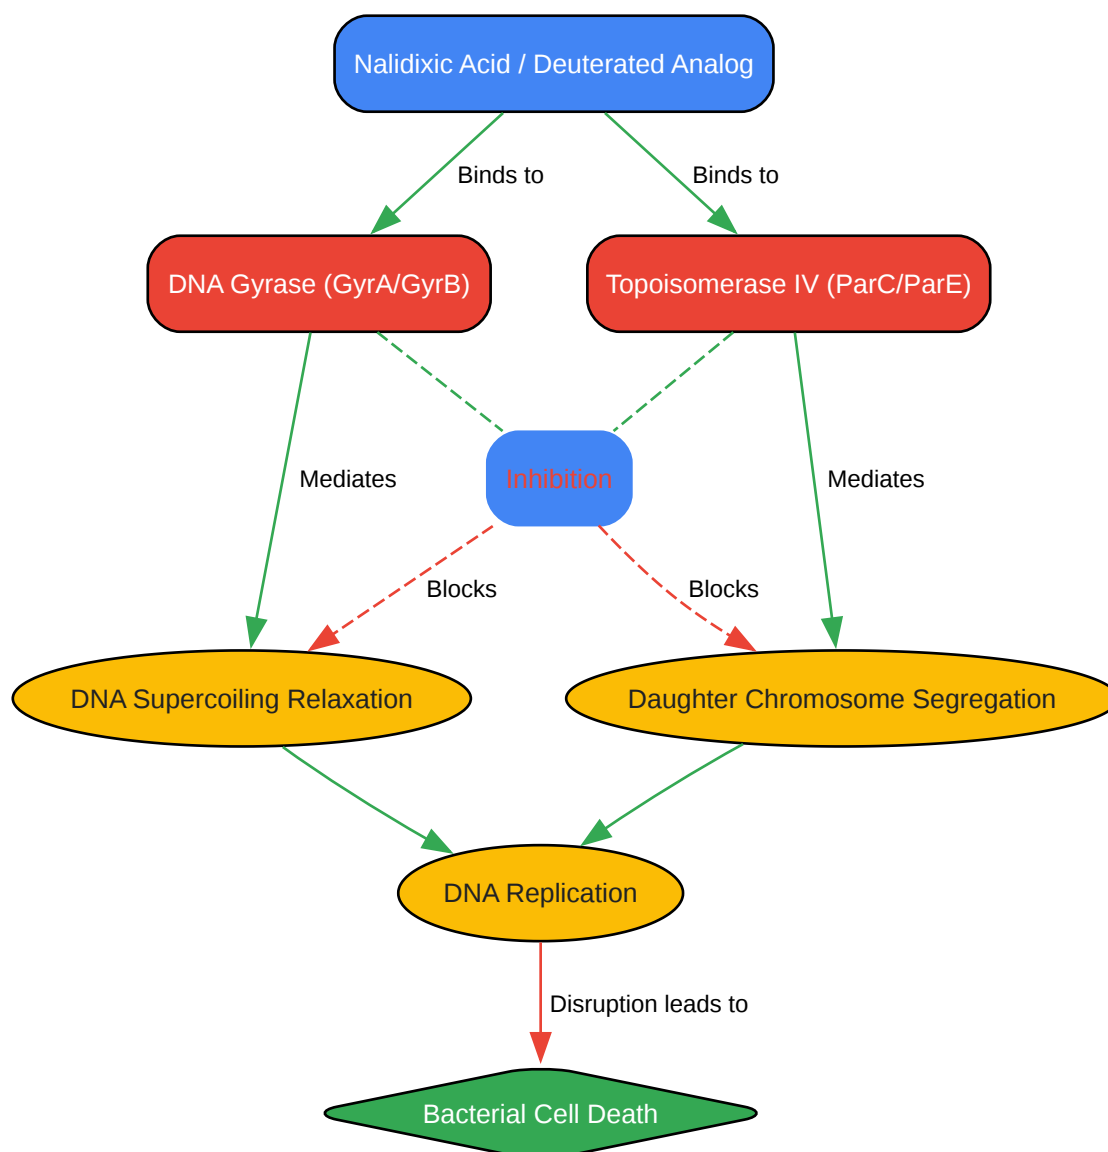 Nalidixic Acid / Deuterated Analog
Binds to
Binds to
DNA Gyrase (GyrA/GyrB)
Topoisomerase IV (ParC/ParE)
Mediates
Inhibition
Mediates
Blocks
Blocks
DNA Supercoiling Relaxation
Daughter Chromosome Segregation
DNA Replication
Disruption leads to
Bacterial Cell Death